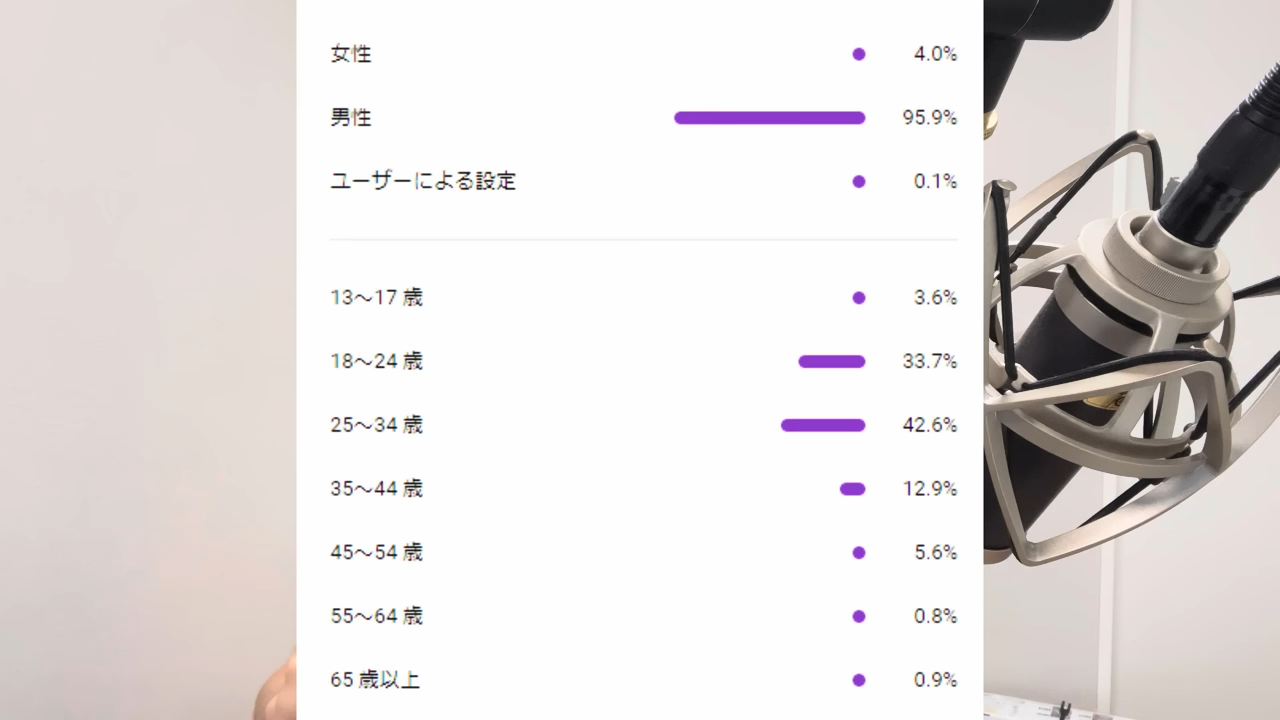 女性 4.0%
男性 95.9%
ユーザーによる設定 0.1%
13～17 歳 3.6%
18～24 歳 33.7%
25～34 歳 42.6%
35～44 歳 12.9%
45～54 歳 5.6%
55～64 歳 0.8%
65 歳以上 0.9%